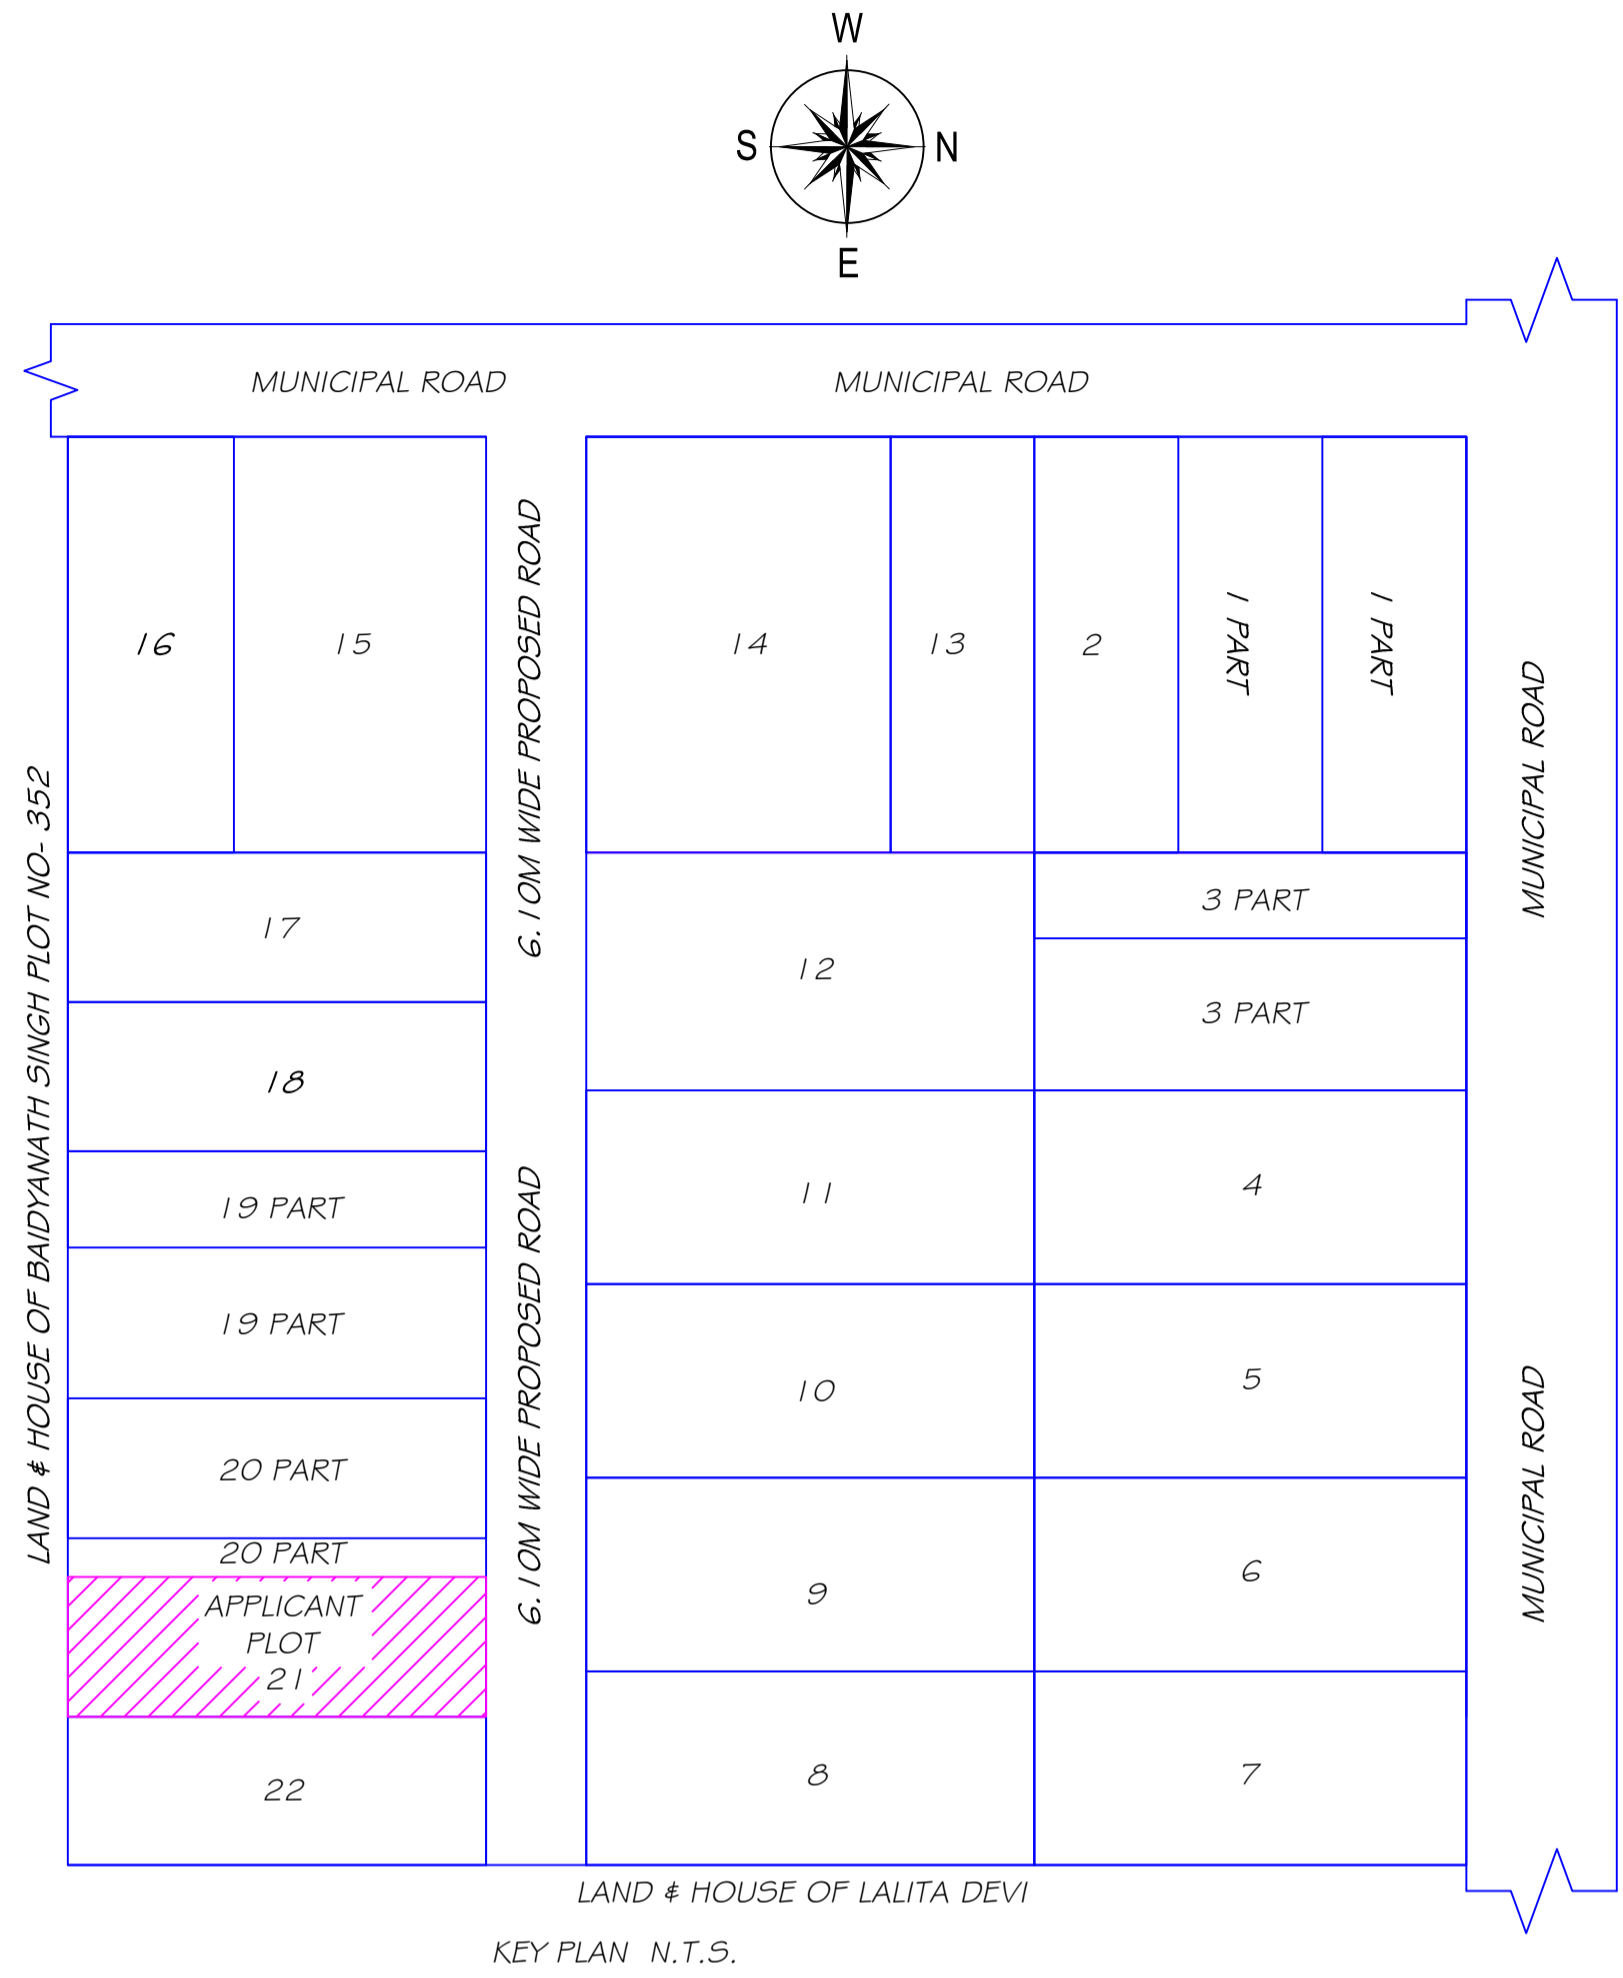 W
S
N
E
MUNICIPAL ROAD
MUNICIPAL ROAD
16
15
14
13
2
1 PART
1 PART
6.10M WIDE PROPOSED ROAD
MUNICIPAL ROAD
LAND & HOUSE OF BAIDYANATH SINGH PLOT NO- 352
17
12
3 PART
3 PART
18
11
4
19 PART
19 PART
10
5
20 PART
20 PART
6.10M WIDE PROPOSED ROAD
MUNICIPAL ROAD
9
6
APPLICANT
PLOT
21
22
8
7
LAND & HOUSE OF LALITA DEVI
KEY PLAN N.T.S.